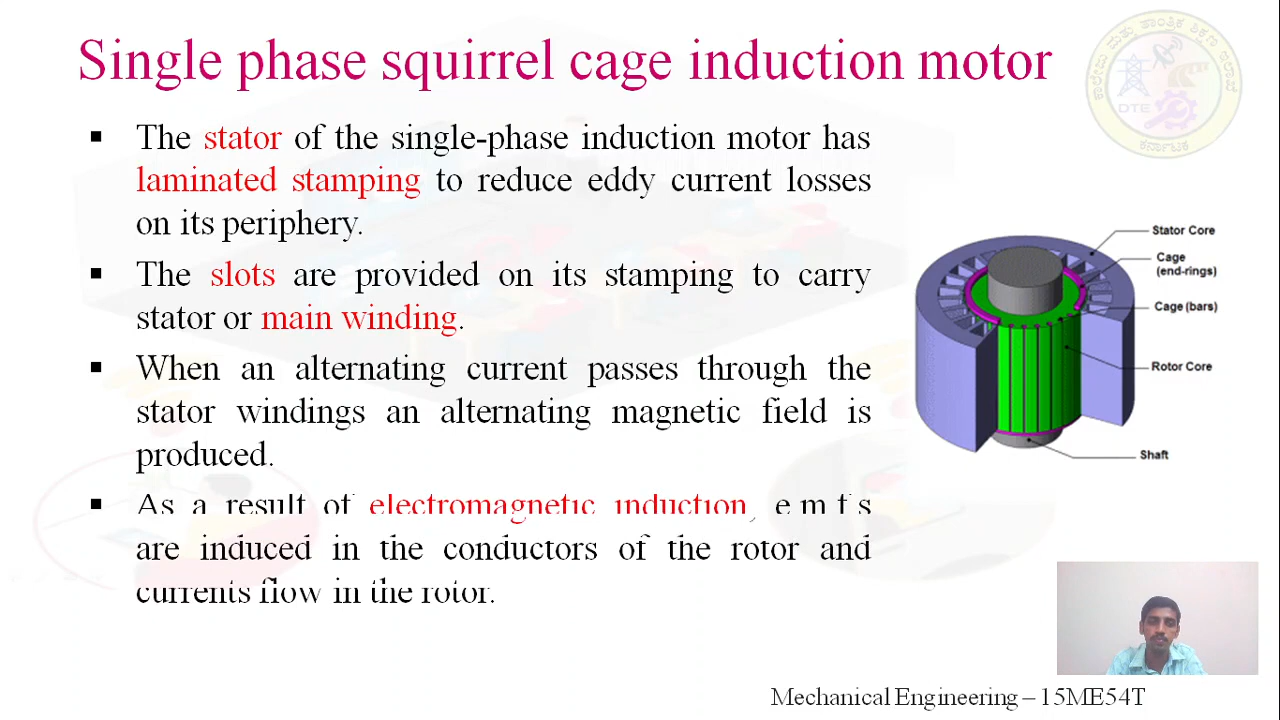 Single phase squirrel cage induction motor
▪ The stator of the single-phase induction motor has
laminated stamping to reduce eddy current losses
on its periphery.
▪ The slots are provided on its stamping to carry
stator or main winding.
▪ When an alternating current passes through the
stator windings an alternating magnetic field is
produced.
▪ As a result of electromagnetic induction, e.m.f's
are induced in the conductors of the rotor and
currents flow in the rotor.
Stator Core
Cage
(end-rings)
Cage (bars)
Rotor Core
Shaft
DTE
ಕರ್ನಾಟಕ
Mechanical Engineering – 15ME54T